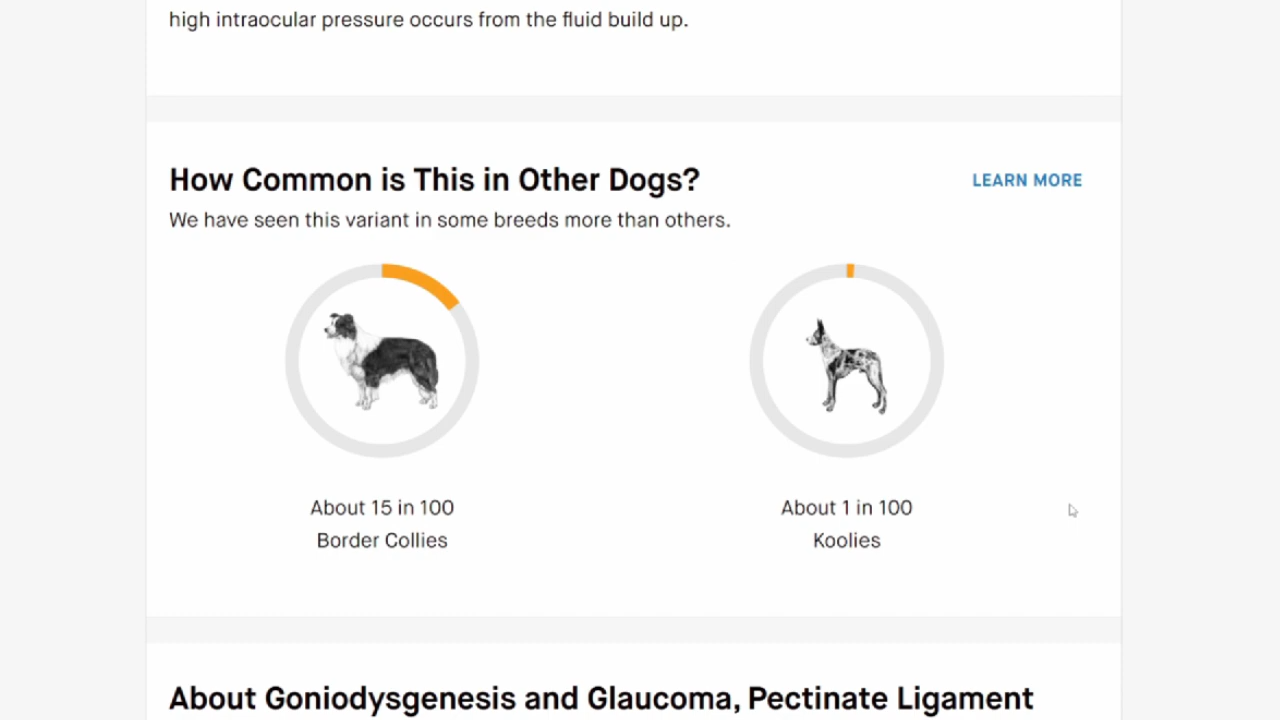 high intraocular pressure occurs from the fluid build up.
How Common is This in Other Dogs?
LEARN MORE
We have seen this variant in some breeds more than others.
About 15 in 100
Border Collies
About 1 in 100
Koolies
About Goniodysgenesis and Glaucoma, Pectinate Ligament